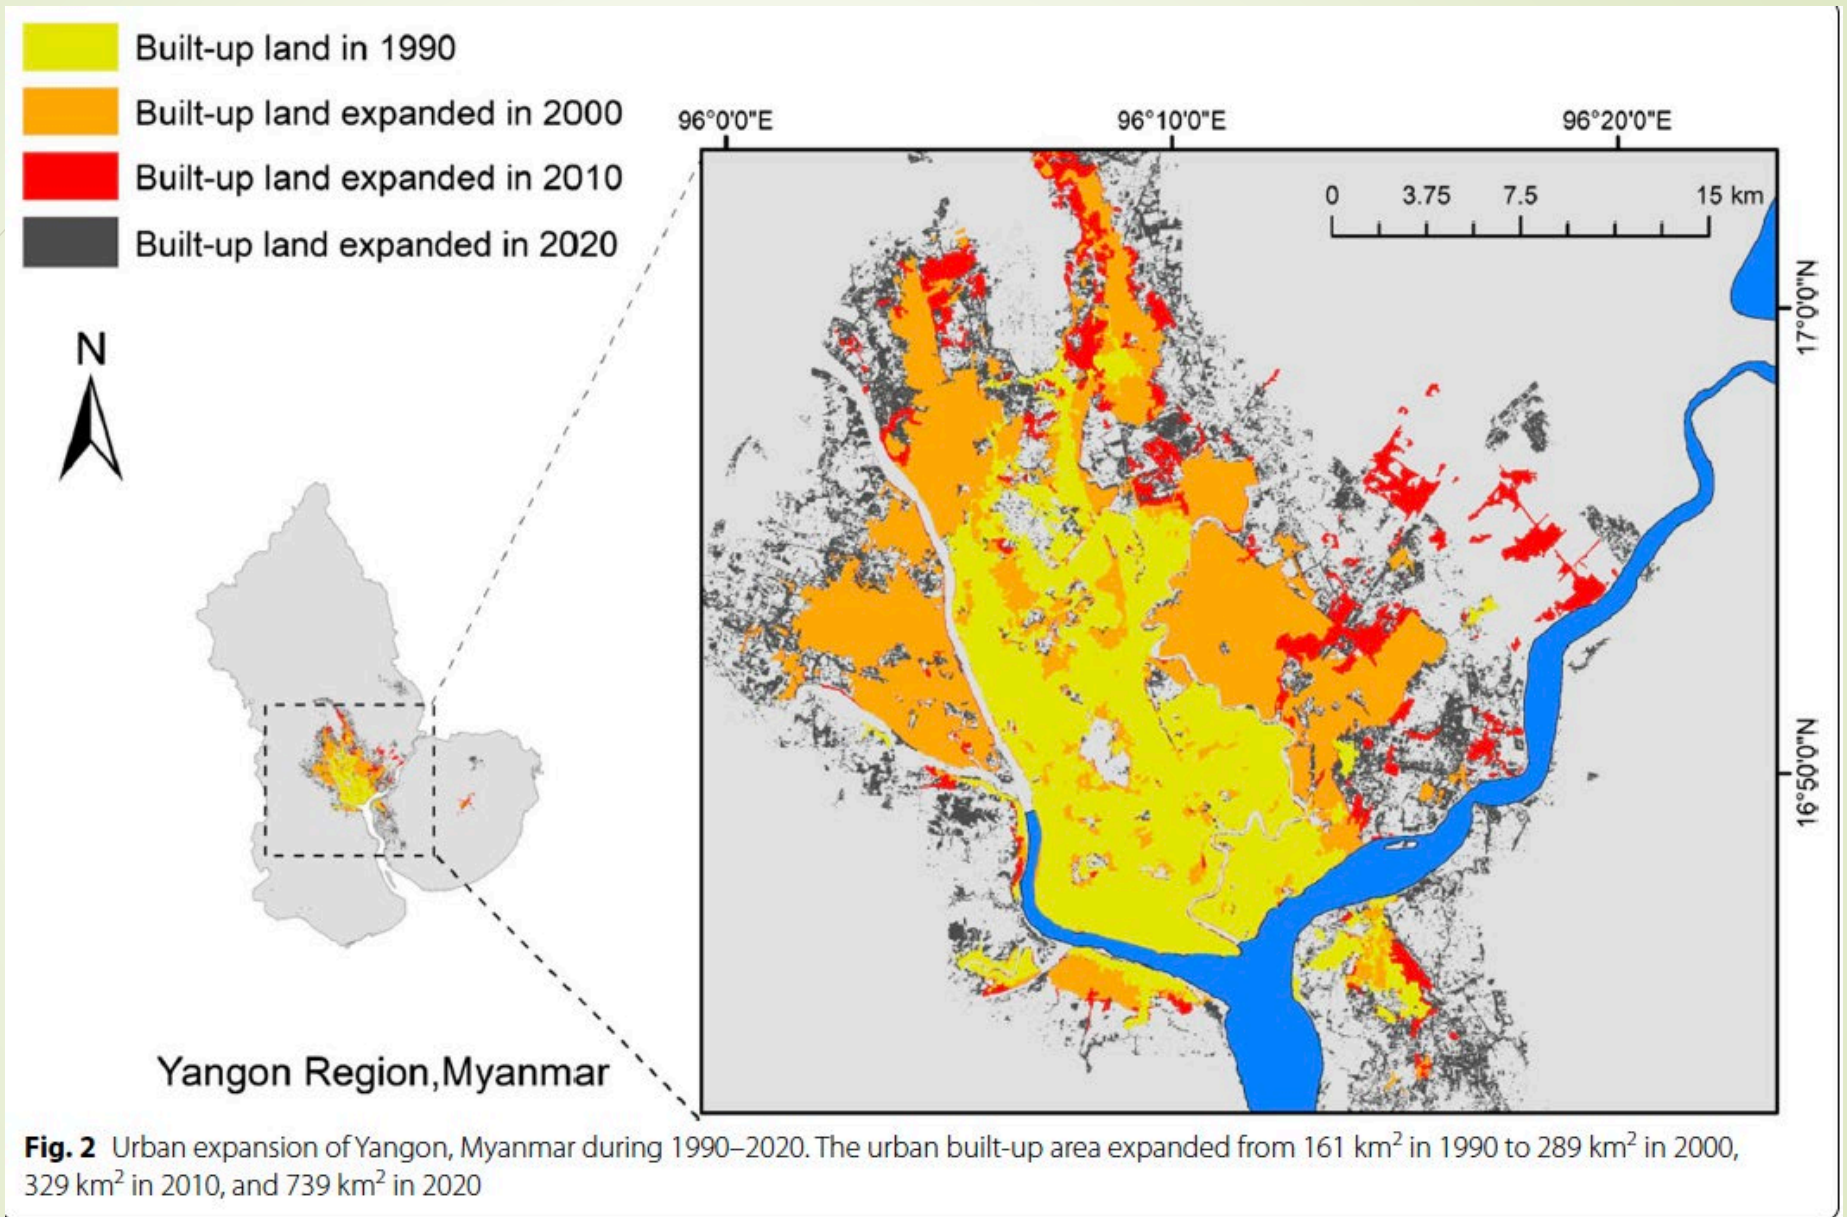 Built-up land in 1990
Built-up land expanded in 2000
Built-up land expanded in 2010
Built-up land expanded in 2020
N
96°0'0"E
96°10'0"E
96°20'0"E
0 3.75 7.5 15 km
17°0'0"N
16°50'0"N
Yangon Region,Myanmar
Fig. 2 Urban expansion of Yangon, Myanmar during 1990–2020. The urban built-up area expanded from 161 km² in 1990 to 289 km² in 2000,
329 km² in 2010, and 739 km² in 2020